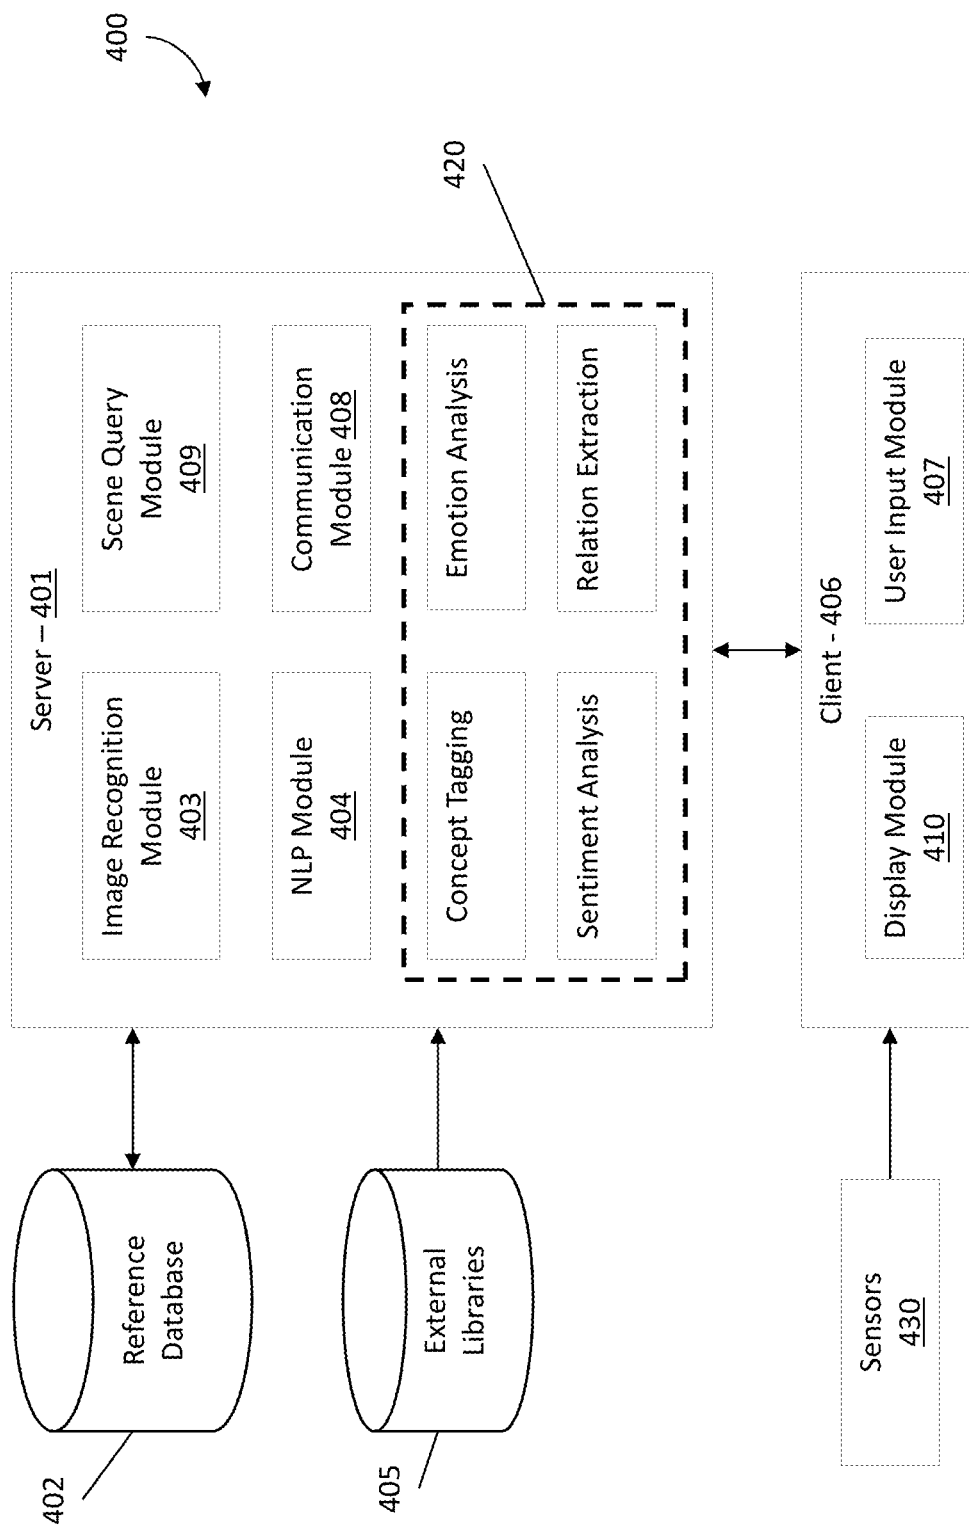 400
420
Server – 401
Image Recognition
Module
403
Scene Query
Module
409
NLP Module
404
Communication
Module 408
Concept Tagging
Emotion Analysis
Sentiment Analysis
Relation Extraction
402
Reference
Database
405
External
Libraries
Client - 406
Display Module
410
User Input Module
407
Sensors
430